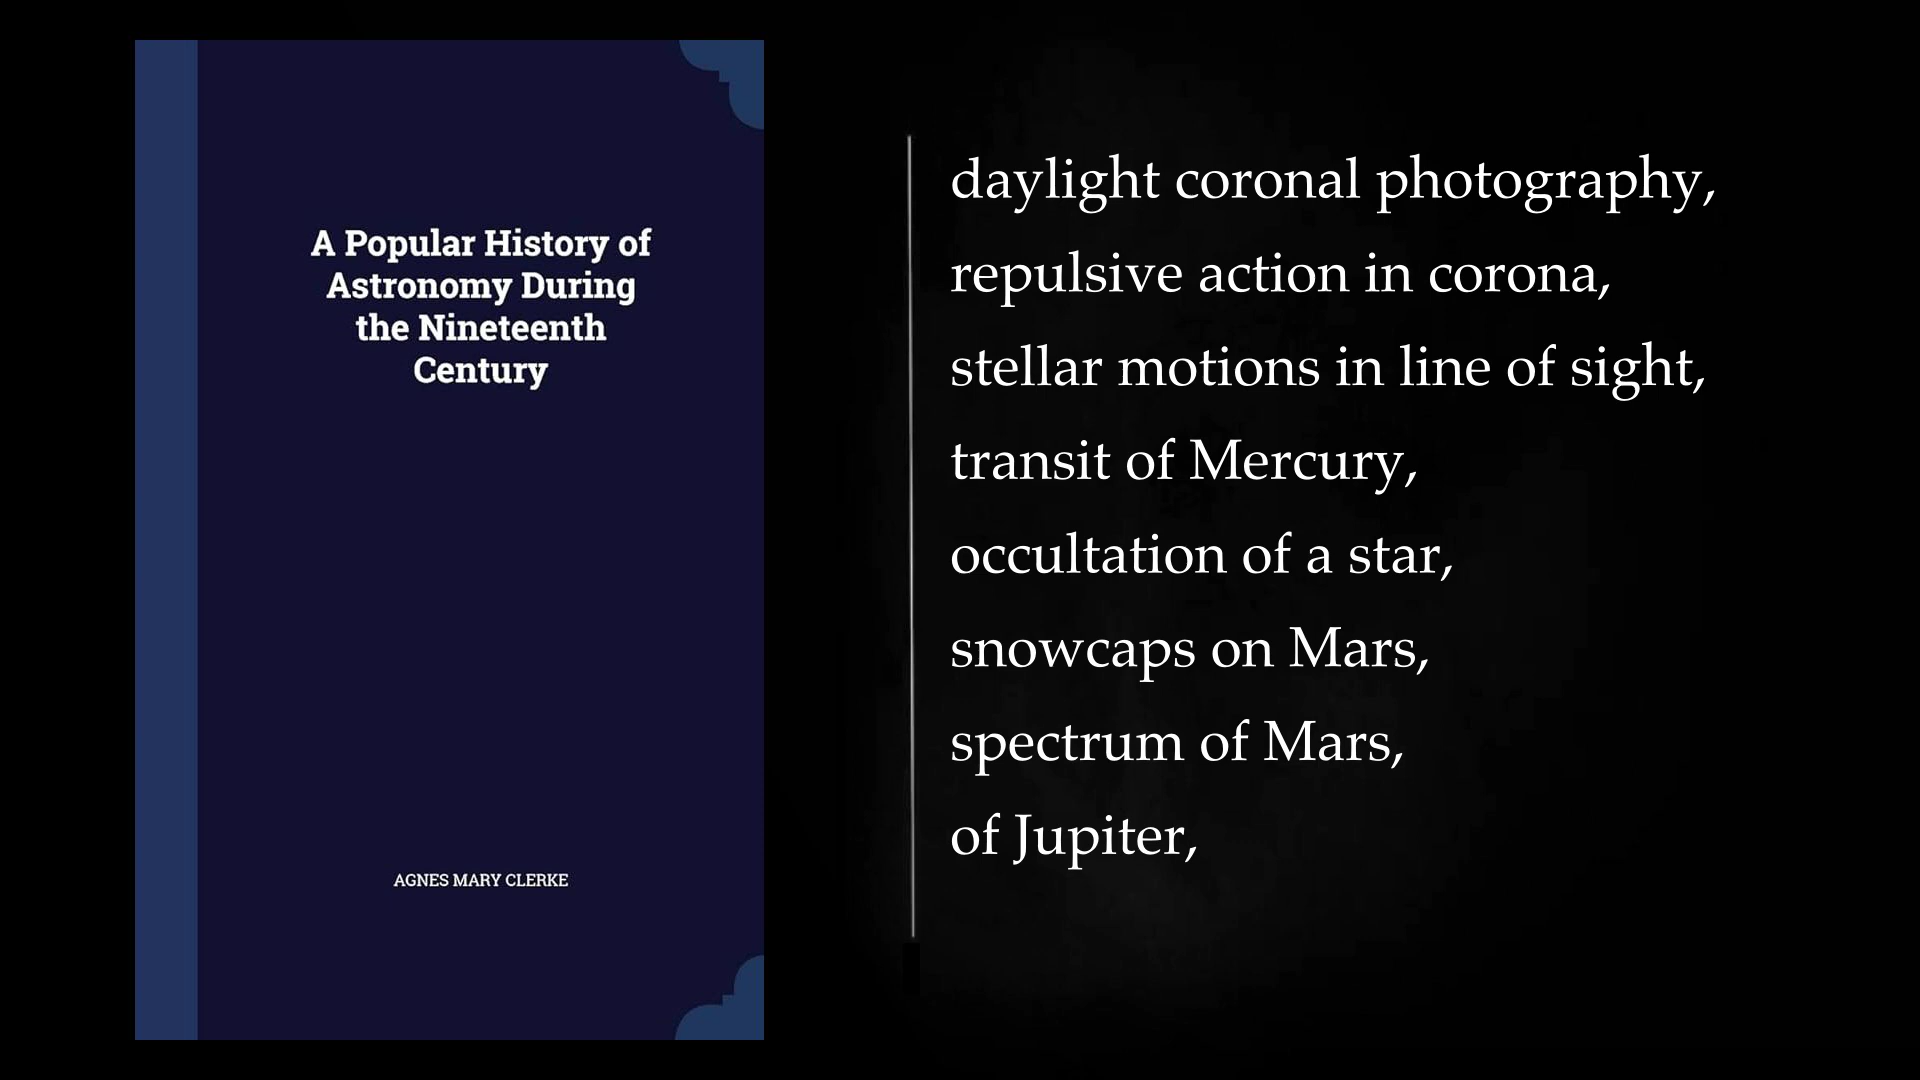 A Popular History of
Astronomy During
the Nineteenth
Century
AGNES MARY CLERKE
daylight coronal photography,
repulsive action in corona,
stellar motions in line of sight,
transit of Mercury,
occultation of a star,
snowcaps on Mars,
spectrum of Mars,
of Jupiter,